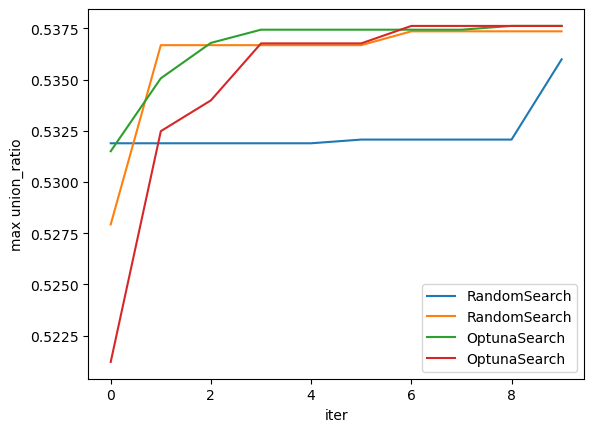 0.5375
0.5350
0.5325
0.5300
0.5275
0.5250
0.5225
max union_ratio
RandomSearch
RandomSearch
OptunaSearch
OptunaSearch
0 2 4 6 8
iter